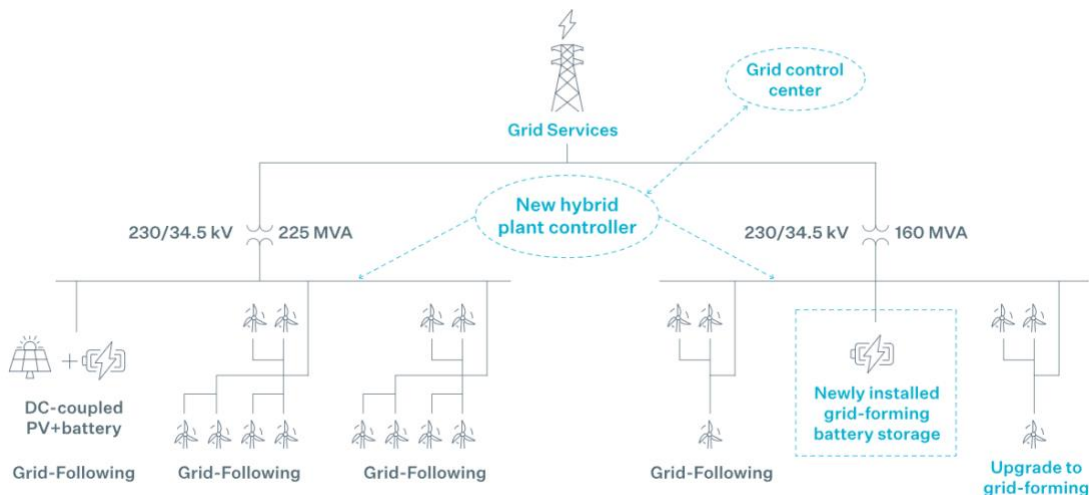 Grid control
center
Grid Services
New hybrid
plant controller
230/34.5 kV
225 MVA
230/34.5 kV
160 MVA
+
DC-coupled
PV+battery
Newly installed
grid-forming
battery storage
Grid-Following
Grid-Following
Grid-Following
Grid-Following
Upgrade to
grid-forming